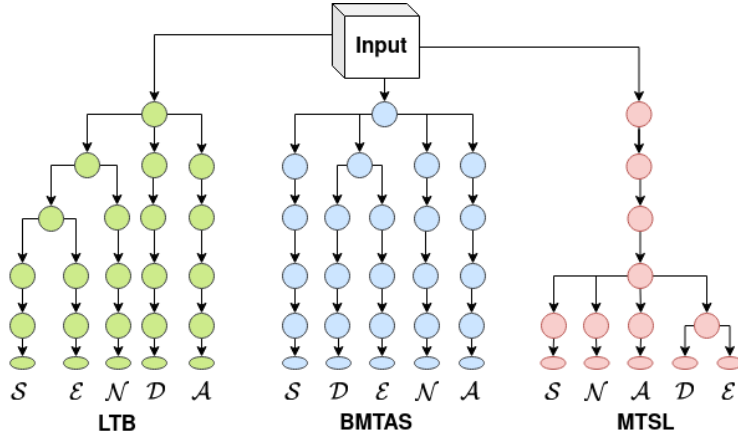 Input
S E N D A
S D E N A
S N A D E
LTB
BMTAS
MTSL